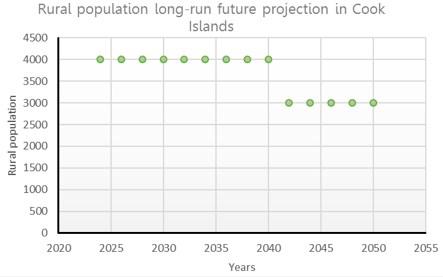 Rural population long-run future projection in Cook
Islands
4500
4000
3500
3000
2500
2000
1500
1000
500
0
Rural population
2020 2025 2030 2035 2040 2045 2050 2055
Years